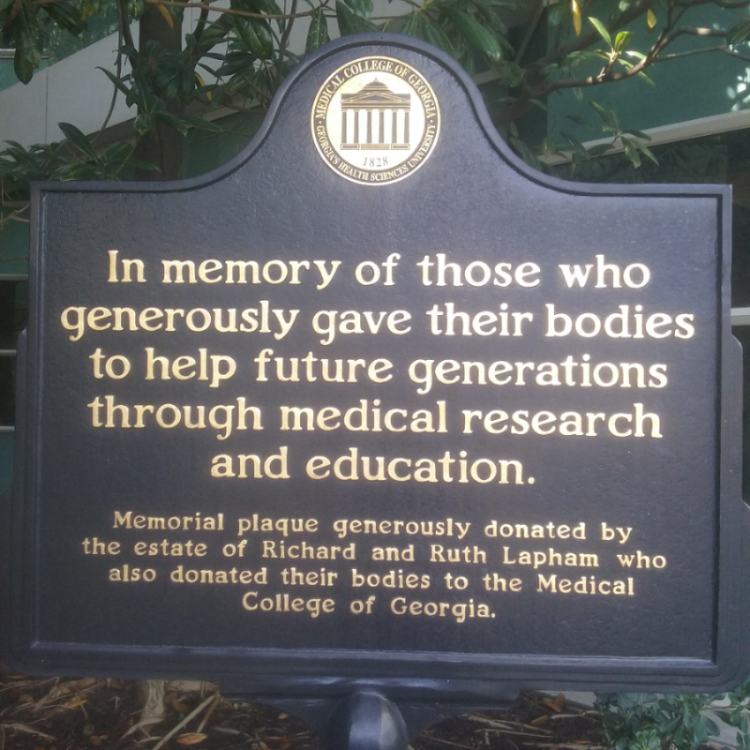 MEDICAL COLLEGE OF GEORGIA
1828
GEORGIA'S HEALTH SCIENCES UNIVERSITY
In memory of those who
generously gave their bodies
to help future generations
through medical research
and education.
Memorial plaque generously donated by
the estate of Richard and Ruth Lapham who
also donated their bodies to the Medical
College of Georgia.